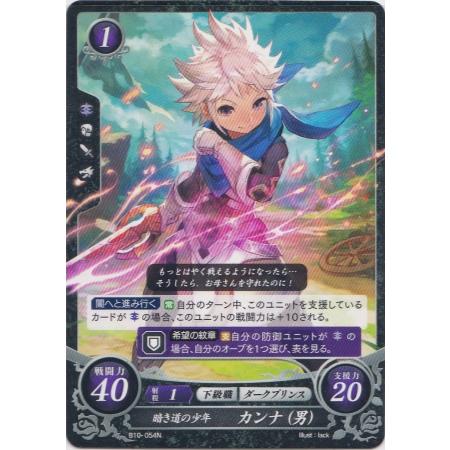 1
もっとはやく戦えるようになったら…
そうしたら、お母さんを守れたのに！
闇へと進み行く 常 自分のターン中、このユニットを支援している
カードが の場合、このユニットの戦闘力は＋10される。
希望の紋章 自分の防御ユニットが
の場合、自分のオーブを1つ選び、表を見る。
戦闘力
40
射程
1
下級職
ダークプリンス
支援力
20
暗き道の少年
カンナ（男）
B10-054N
Illust：lack